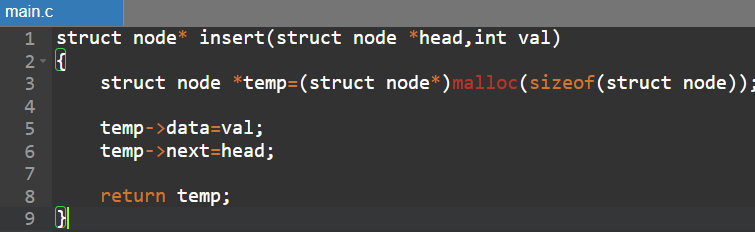 main.c
1 struct node* insert(struct node *head,int val)
2 {
3     struct node *temp=(struct node*)malloc(sizeof(struct node));
4
5     temp->data=val;
6     temp->next=head;
7
8     return temp;
9 }